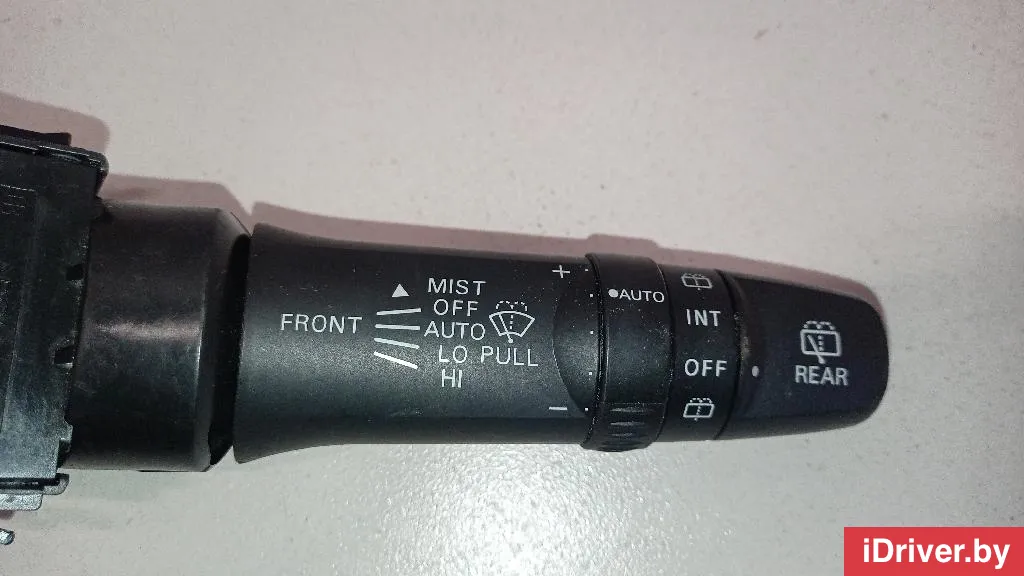 MIST
OFF
FRONT AUTO
LO PULL
HI
+
−
•AUTO
INT
OFF
REAR
iDriver.by